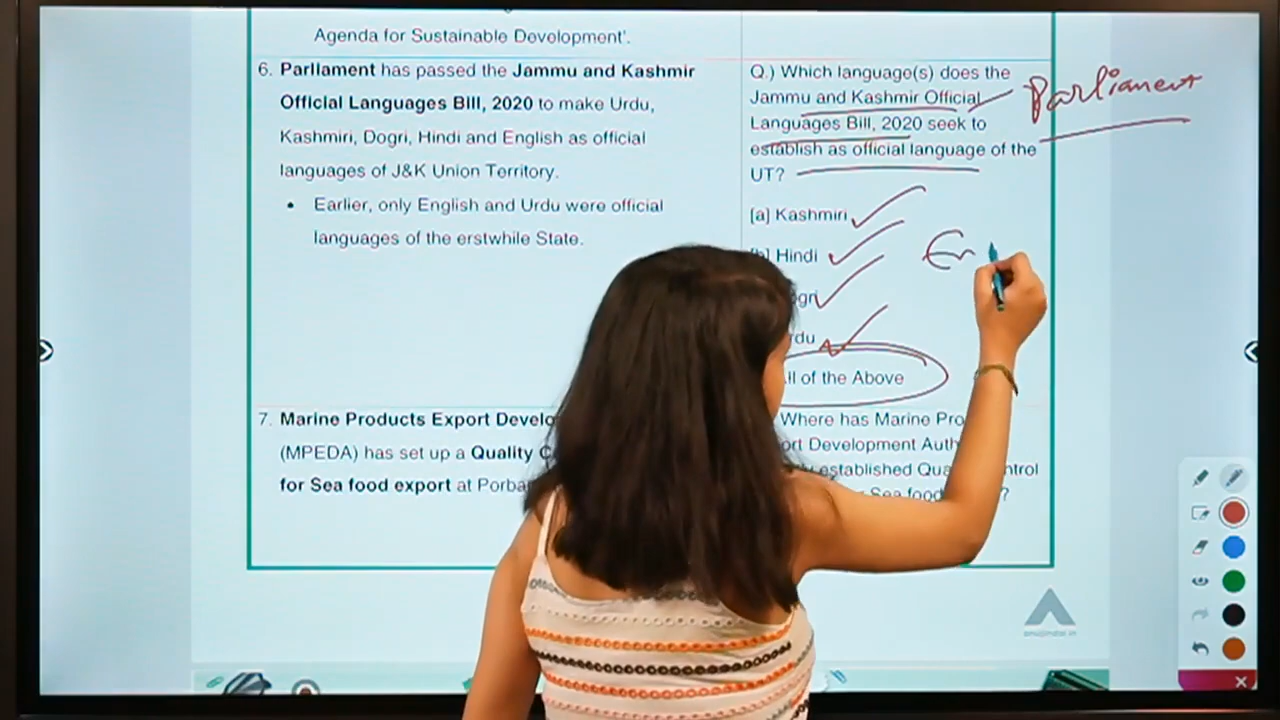 Agenda for Sustainable Development'.
6. Parliament has passed the Jammu and Kashmir
Official Languages Bill, 2020 to make Urdu,
Kashmiri, Dogri, Hindi and English as official
languages of J&K Union Territory.
• Earlier, only English and Urdu were official
languages of the erstwhile State.
7. Marine Products Export Develo
(MPEDA) has set up a Quality C
for Sea food export at Porba
Q.) Which language(s) does the
Jammu and Kashmir Official
Languages Bill, 2020 seek to
establish as official language of the
UT?
Parliament
[a] Kashmiri
Hindi
gri
rdu
ll of the Above
En
Where has Marine Pro
ort Development Auth
established Qua ntrol
Sea food ?
anujjindal.in